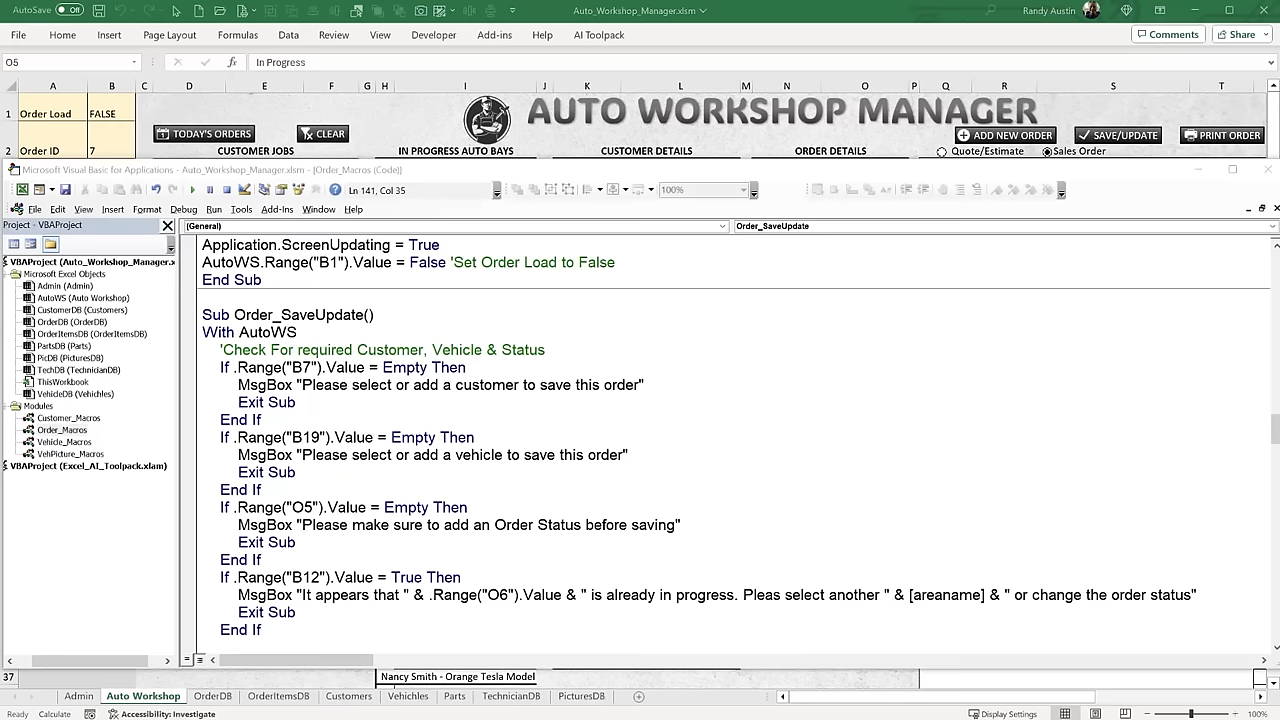 AutoSave Off Auto_Workshop_Manager.xlsm Randy Austin
File Home Insert Page Layout Formulas Data Review View Developer Add-ins Help AI Toolpack Comments Share
O5 fx In Progress
A B C D E F G H I J K L M N O P Q R S T
1 Order Load FALSE AUTO WORKSHOP MANAGER
TODAY'S ORDERS CLEAR ADD NEW ORDER SAVE/UPDATE PRINT ORDER
2 Order ID 7 CUSTOMER JOBS IN PROGRESS AUTO BAYS CUSTOMER DETAILS ORDER DETAILS Quote/Estimate Sales Order
Microsoft Visual Basic for Applications - Auto_Workshop_Manager.xlsm - [Order_Macros (Code)]
Ln 141, Col 35 100%
File Edit View Insert Format Debug Run Tools Add-Ins Window Help
Project - VBAProject
(General) Order_SaveUpdate
VBAProject (Auto_Workshop_Manager.x
Microsoft Excel Objects
Admin (Admin)
AutoWS (Auto Workshop)
CustomerDB (Customers)
OrderDB (OrderDB)
OrderItemsDB (OrderItemsDB)
PartsDB (Parts)
PicDB (PicturesDB)
TechDB (TechnicianDB)
ThisWorkbook
VehicleDB (Vehichles)
Modules
Customer_Macros
Order_Macros
Vehicle_Macros
VehPicture_Macros
VBAProject (Excel_AI_Toolpack.xlam)
Application.ScreenUpdating = True
AutoWS.Range("B1").Value = False 'Set Order Load to False
End Sub
Sub Order_SaveUpdate()
With AutoWS
'Check For required Customer, Vehicle & Status
If .Range("B7").Value = Empty Then
MsgBox "Please select or add a customer to save this order"
Exit Sub
End If
If .Range("B19").Value = Empty Then
MsgBox "Please select or add a vehicle to save this order"
Exit Sub
End If
If .Range("O5").Value = Empty Then
MsgBox "Please make sure to add an Order Status before saving"
Exit Sub
End If
If .Range("B12").Value = True Then
MsgBox "It appears that " & .Range("O6").Value & " is already in progress. Pleas select another " & [areaname] & " or change the order status"
Exit Sub
End If
37 Nancy Smith - Orange Tesla Model
Admin Auto Workshop OrderDB OrderItemsDB Customers Vehichles Parts TechnicianDB PicturesDB
Ready Calculate Accessibility: Investigate Display Settings 100%